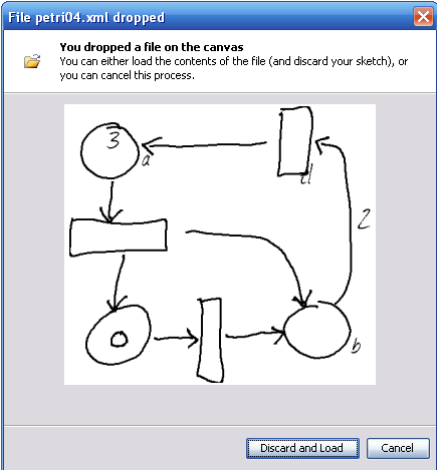 File petri04.xml dropped
You dropped a file on the canvas
You can either load the contents of the file (and discard your sketch), or
you can cancel this process.
3
a
d
2
b
Discard and Load
Cancel